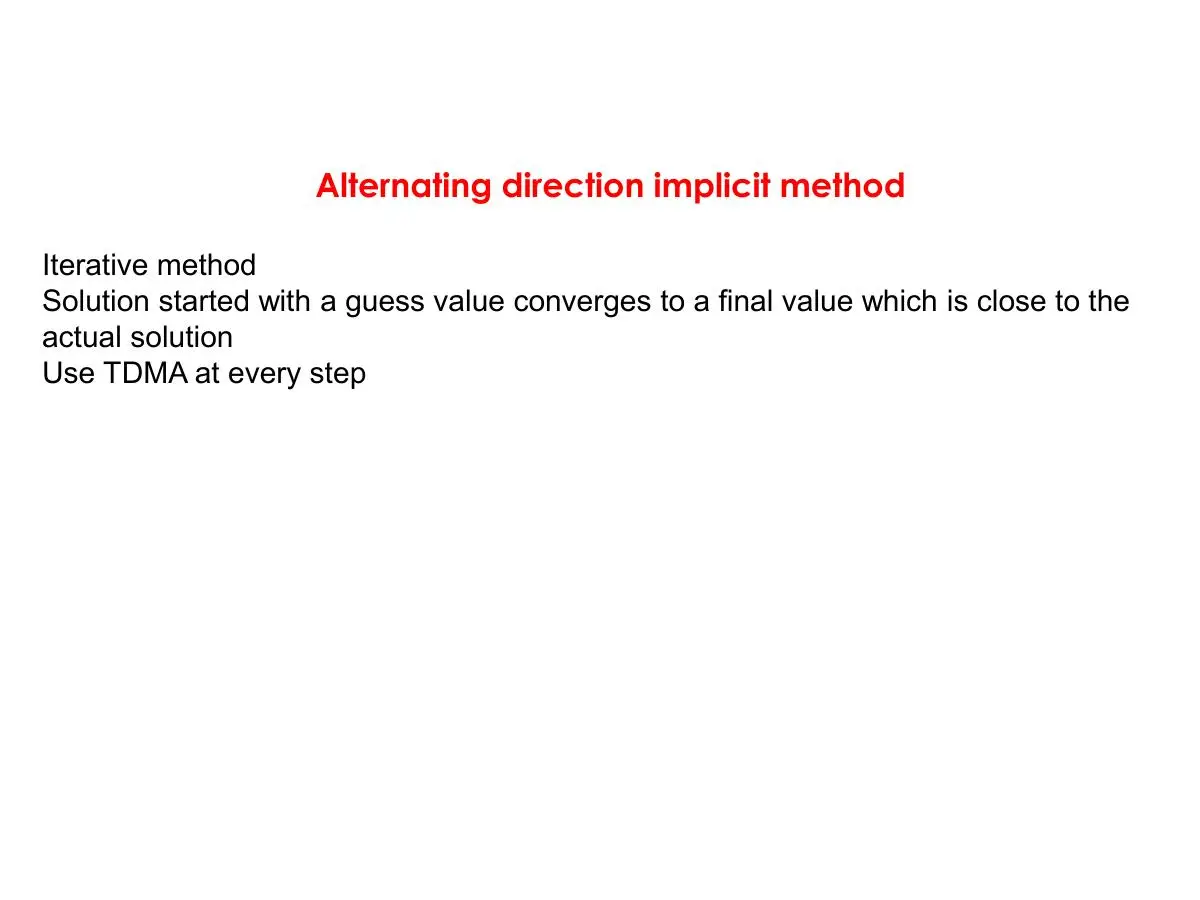 Alternating direction implicit method
Iterative method
Solution started with a guess value converges to a final value which is close to the
actual solution
Use TDMA at every step